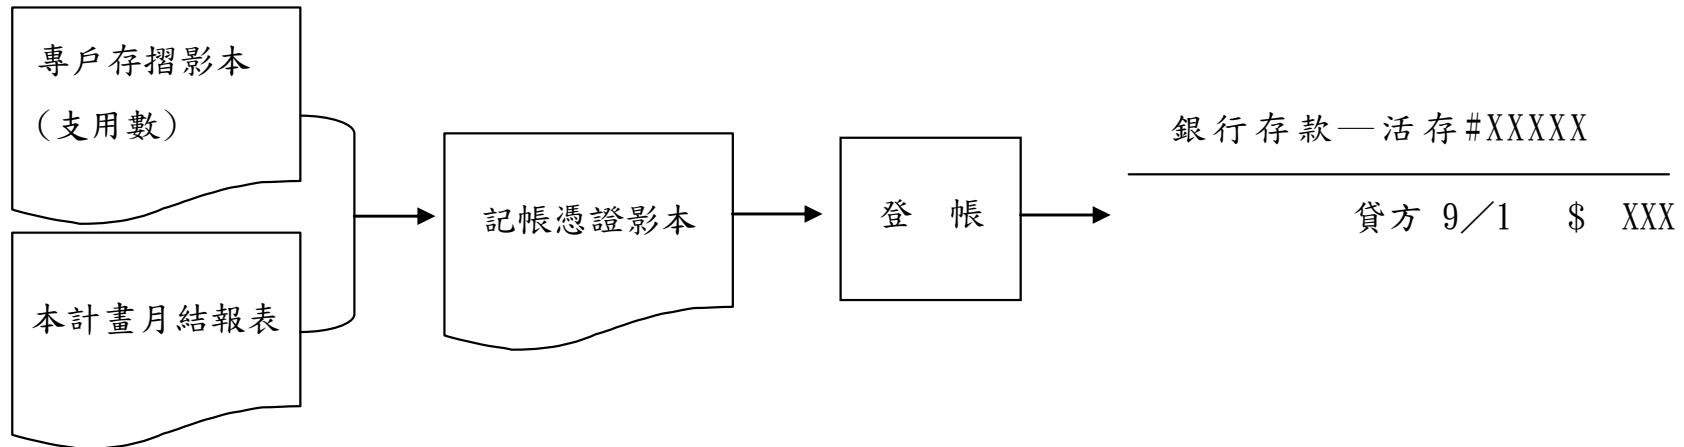 專戶存摺影本
(支用數)
本計畫月結報表
記帳憑證影本
登 帳
銀行存款—活存#XXXXX
貸方 9／1 $ XXX